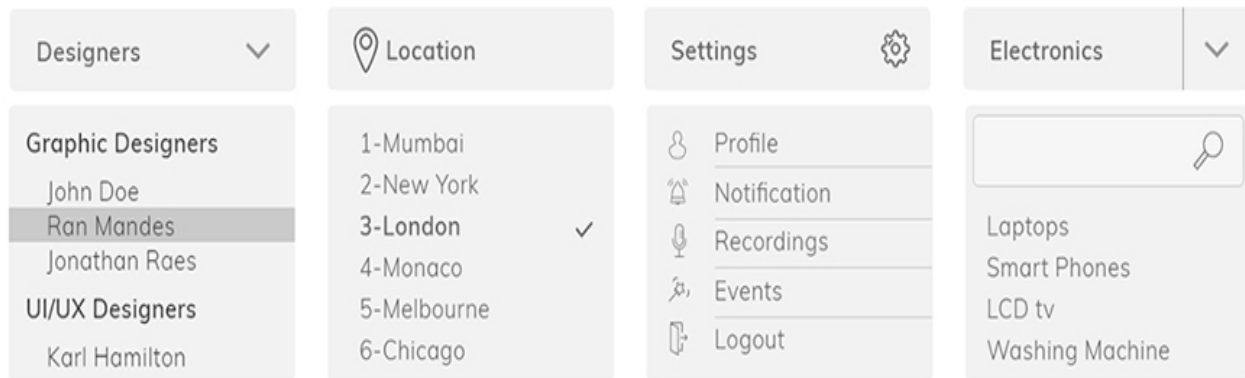 Designers
Graphic Designers
John Doe
Ran Mandes
Jonathan Raes
UI/UX Designers
Karl Hamilton
Location
1-Mumbai
2-New York
3-London
4-Monaco
5-Melbourne
6-Chicago
Settings
Profile
Notification
Recordings
Events
Logout
Electronics
Laptops
Smart Phones
LCD tv
Washing Machine